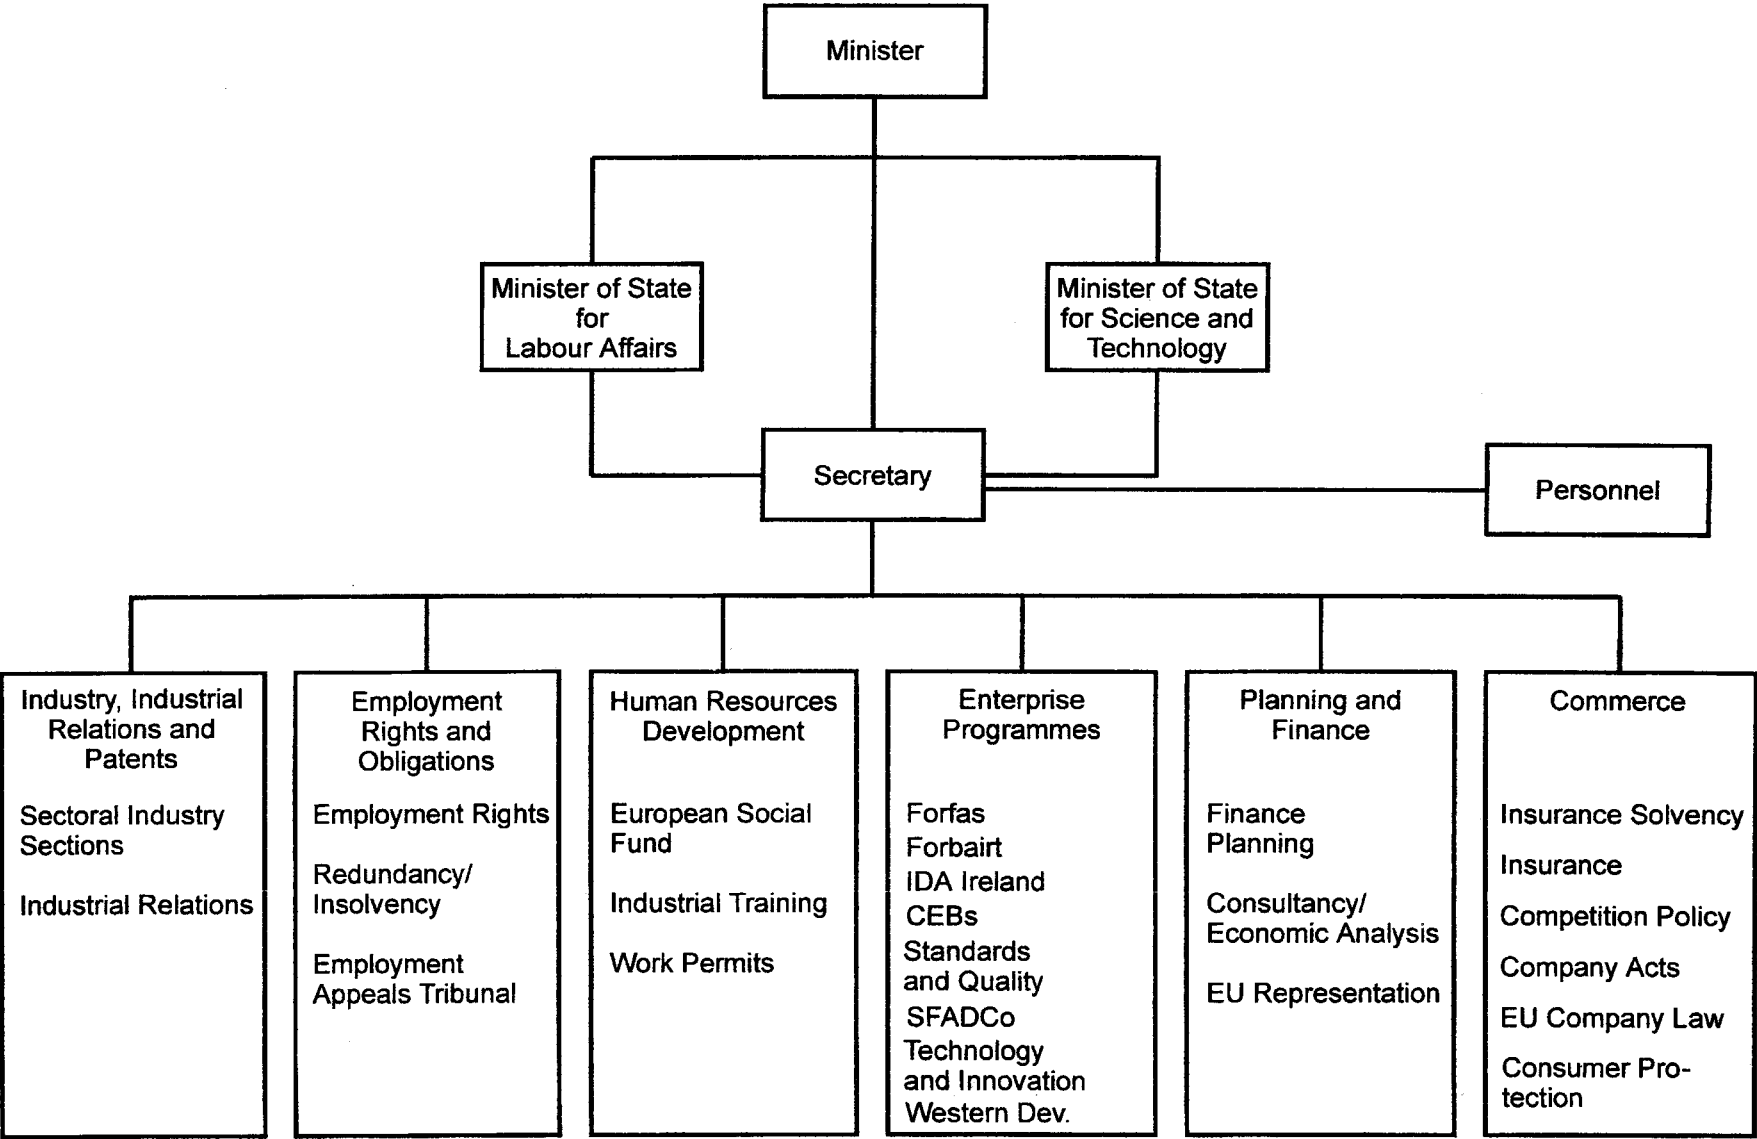 Minister
Minister of State
for
Labour Affairs
Minister of State
for Science and
Technology
Secretary
Personnel
Industry, Industrial
Relations and
Patents
Sectoral Industry
Sections
Industrial Relations
Employment
Rights and
Obligations
Employment Rights
Redundancy/
Insolvency
Employment
Appeals Tribunal
Human Resources
Development
European Social
Fund
Industrial Training
Work Permits
Enterprise
Programmes
Forfas
Forbairt
IDA Ireland
CEBs
Standards
and Quality
SFADCo
Technology
and Innovation
Western Dev.
Planning and
Finance
Finance
Planning
Consultancy/
Economic Analysis
EU Representation
Commerce
Insurance Solvency
Insurance
Competition Policy
Company Acts
EU Company Law
Consumer Pro-
tection